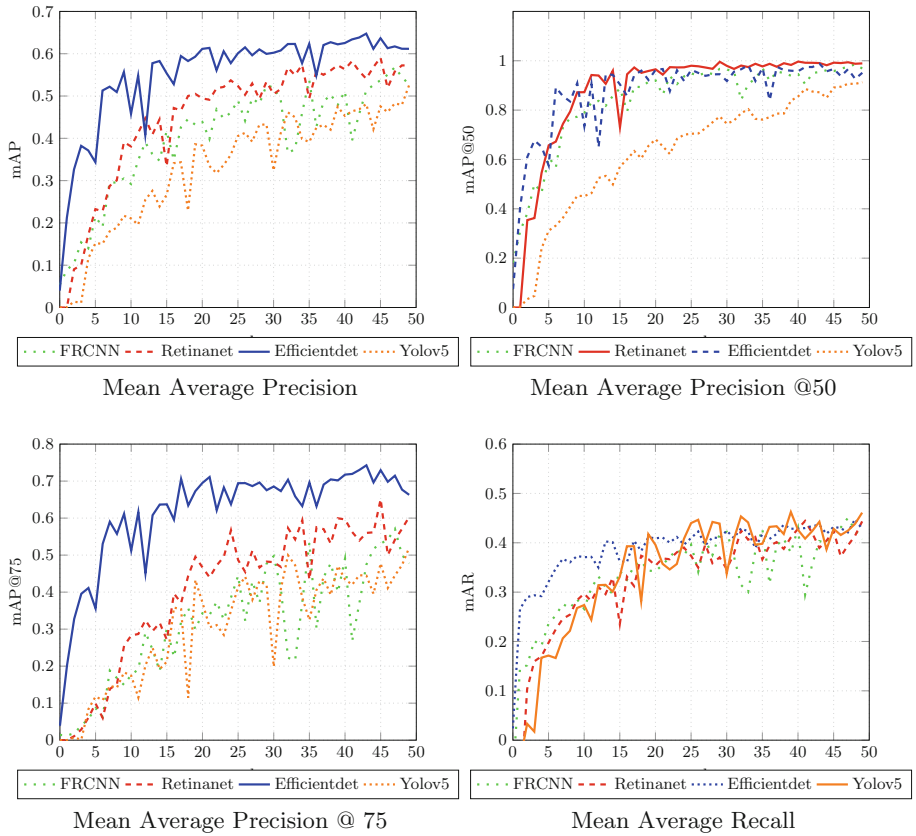 0.7
0.6
0.5
0.4
0.3
0.2
0.1
0
mAP
0 5 10 15 20 25 30 35 40 45 50
FRCNN Retinanet Efficientdet Yolov5
Mean Average Precision
1
0.8
0.6
0.4
0.2
0
mAP@50
0 5 10 15 20 25 30 35 40 45 50
FRCNN Retinanet Efficientdet Yolov5
Mean Average Precision @50
0.8
0.7
0.6
0.5
0.4
0.3
0.2
0.1
0
mAP@75
0 5 10 15 20 25 30 35 40 45 50
FRCNN Retinanet Efficientdet Yolov5
Mean Average Precision @ 75
0.6
0.5
0.4
0.3
0.2
0.1
0
mAR
0 5 10 15 20 25 30 35 40 45 50
FRCNN Retinanet Efficientdet Yolov5
Mean Average Recall